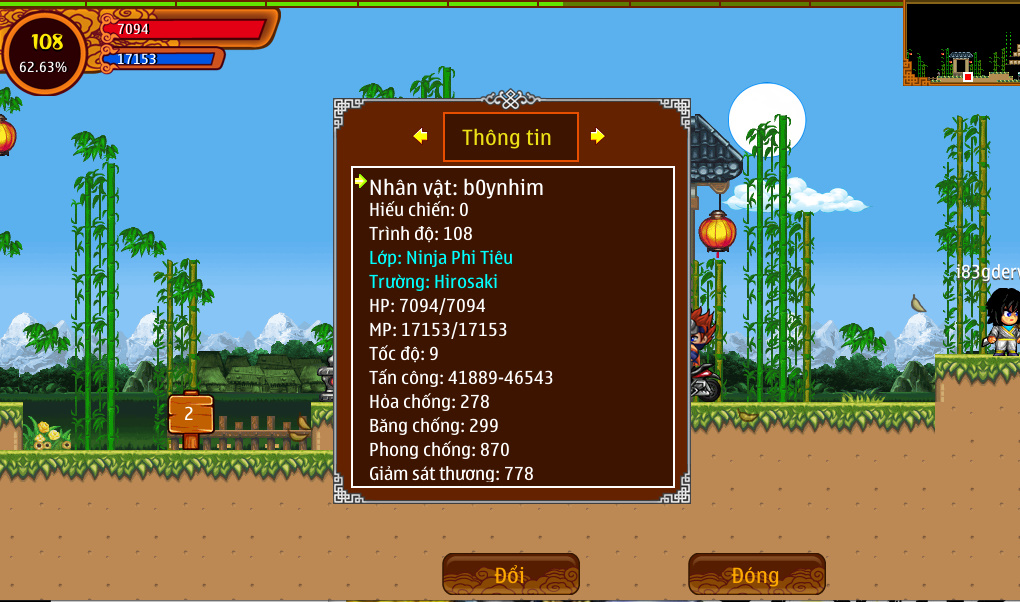 108
62.63%
7094
17153
Thông tin
Nhân vật: b0ynhim
Hiếu chiến: 0
Trình độ: 108
Lớp: Ninja Phi Tiêu
Trường: Hirosaki
HP: 7094/7094
MP: 17153/17153
Tốc độ: 9
Tấn công: 41889-46543
Hỏa chống: 278
Băng chống: 299
Phong chống: 870
Giảm sát thương: 778
2
Đổi
Đóng